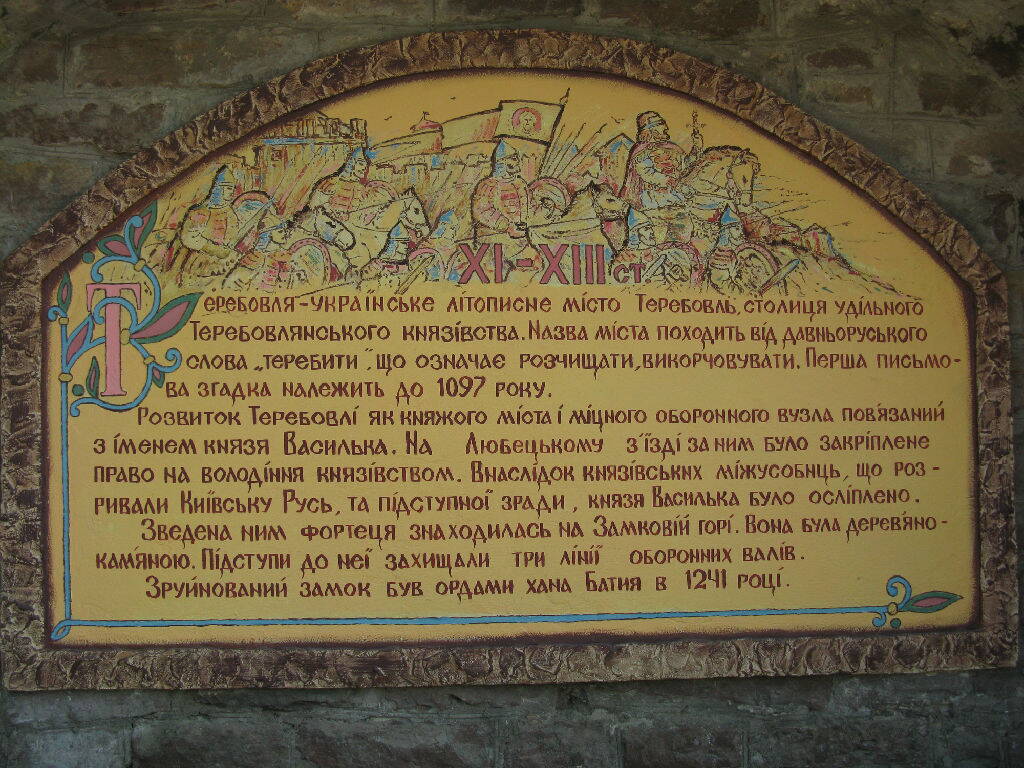 XI-XIII ст.
Теребовля-українське літописне місто Теребовль, столиця удільного
Теребовлянського князівства. Назва міста походить від давньоруського
слова „теребити", що означає розчищати, викорчовувати. Перша письмо-
ва згадка належить до 1097 року.
Розвиток Теребовлі як княжого міста і міцного оборонного вузла пов'язаний
з іменем князя Василька. На Любецькому з'їзді за ним було закріплене
право на володіння князівством. Внаслідок князівських міжусобиць, що роз-
ривали Київську Русь, та підступної зради, князя Василька було осліплено.
Зведена ним фортеця знаходилась на Замковій горі. Вона була дерев'яно-
кам'яною. Підступи до неї захищали три лінії оборонних валів.
Зруйнований замок був ордами хана Батия в 1241 році.